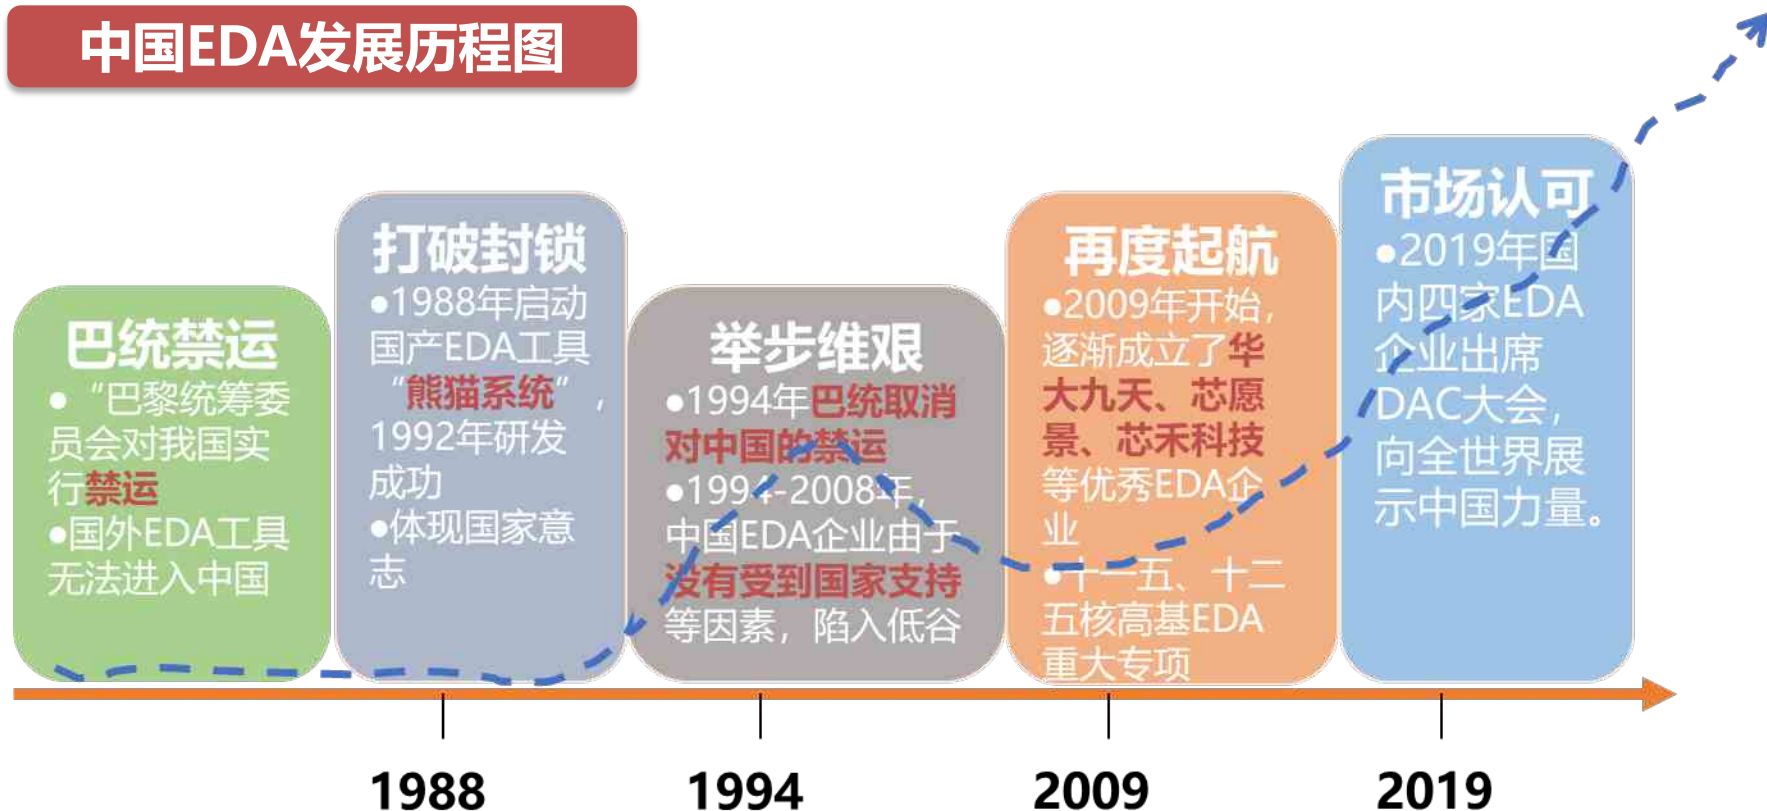 中国EDA发展历程图
巴统禁运
●“巴黎统筹委
员会对我国实
行禁运
●国外EDA工具
无法进入中国
打破封锁
●1988年启动
国产EDA工具
“熊猫系统”，
1992年研发
成功
●体现国家意
志
举步维艰
●1994年巴统取消
对中国的禁运
●1994-2008年，
中国EDA企业由于
没有受到国家支持
等因素，陷入低谷
再度起航
●2009年开始，
逐渐成立了华
大九天、芯愿
景、芯禾科技
等优秀EDA企
业
●十一五、十二
五核高基EDA
重大专项
市场认可
●2019年国
内四家EDA
企业出席
DAC大会，
向全世界展
示中国力量。
1988
1994
2009
2019